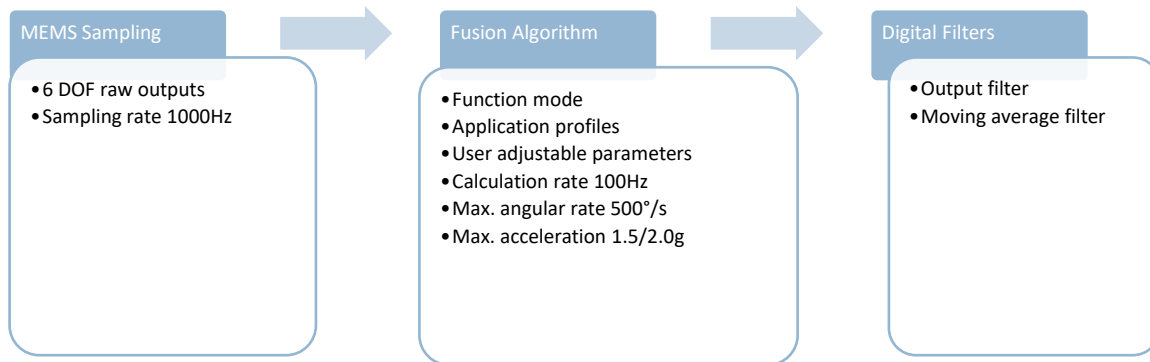 MEMS Sampling
•6 DOF raw outputs
•Sampling rate 1000Hz
Fusion Algorithm
•Function mode
•Application profiles
•User adjustable parameters
•Calculation rate 100Hz
•Max. angular rate 500°/s
•Max. acceleration 1.5/2.0g
Digital Filters
•Output filter
•Moving average filter